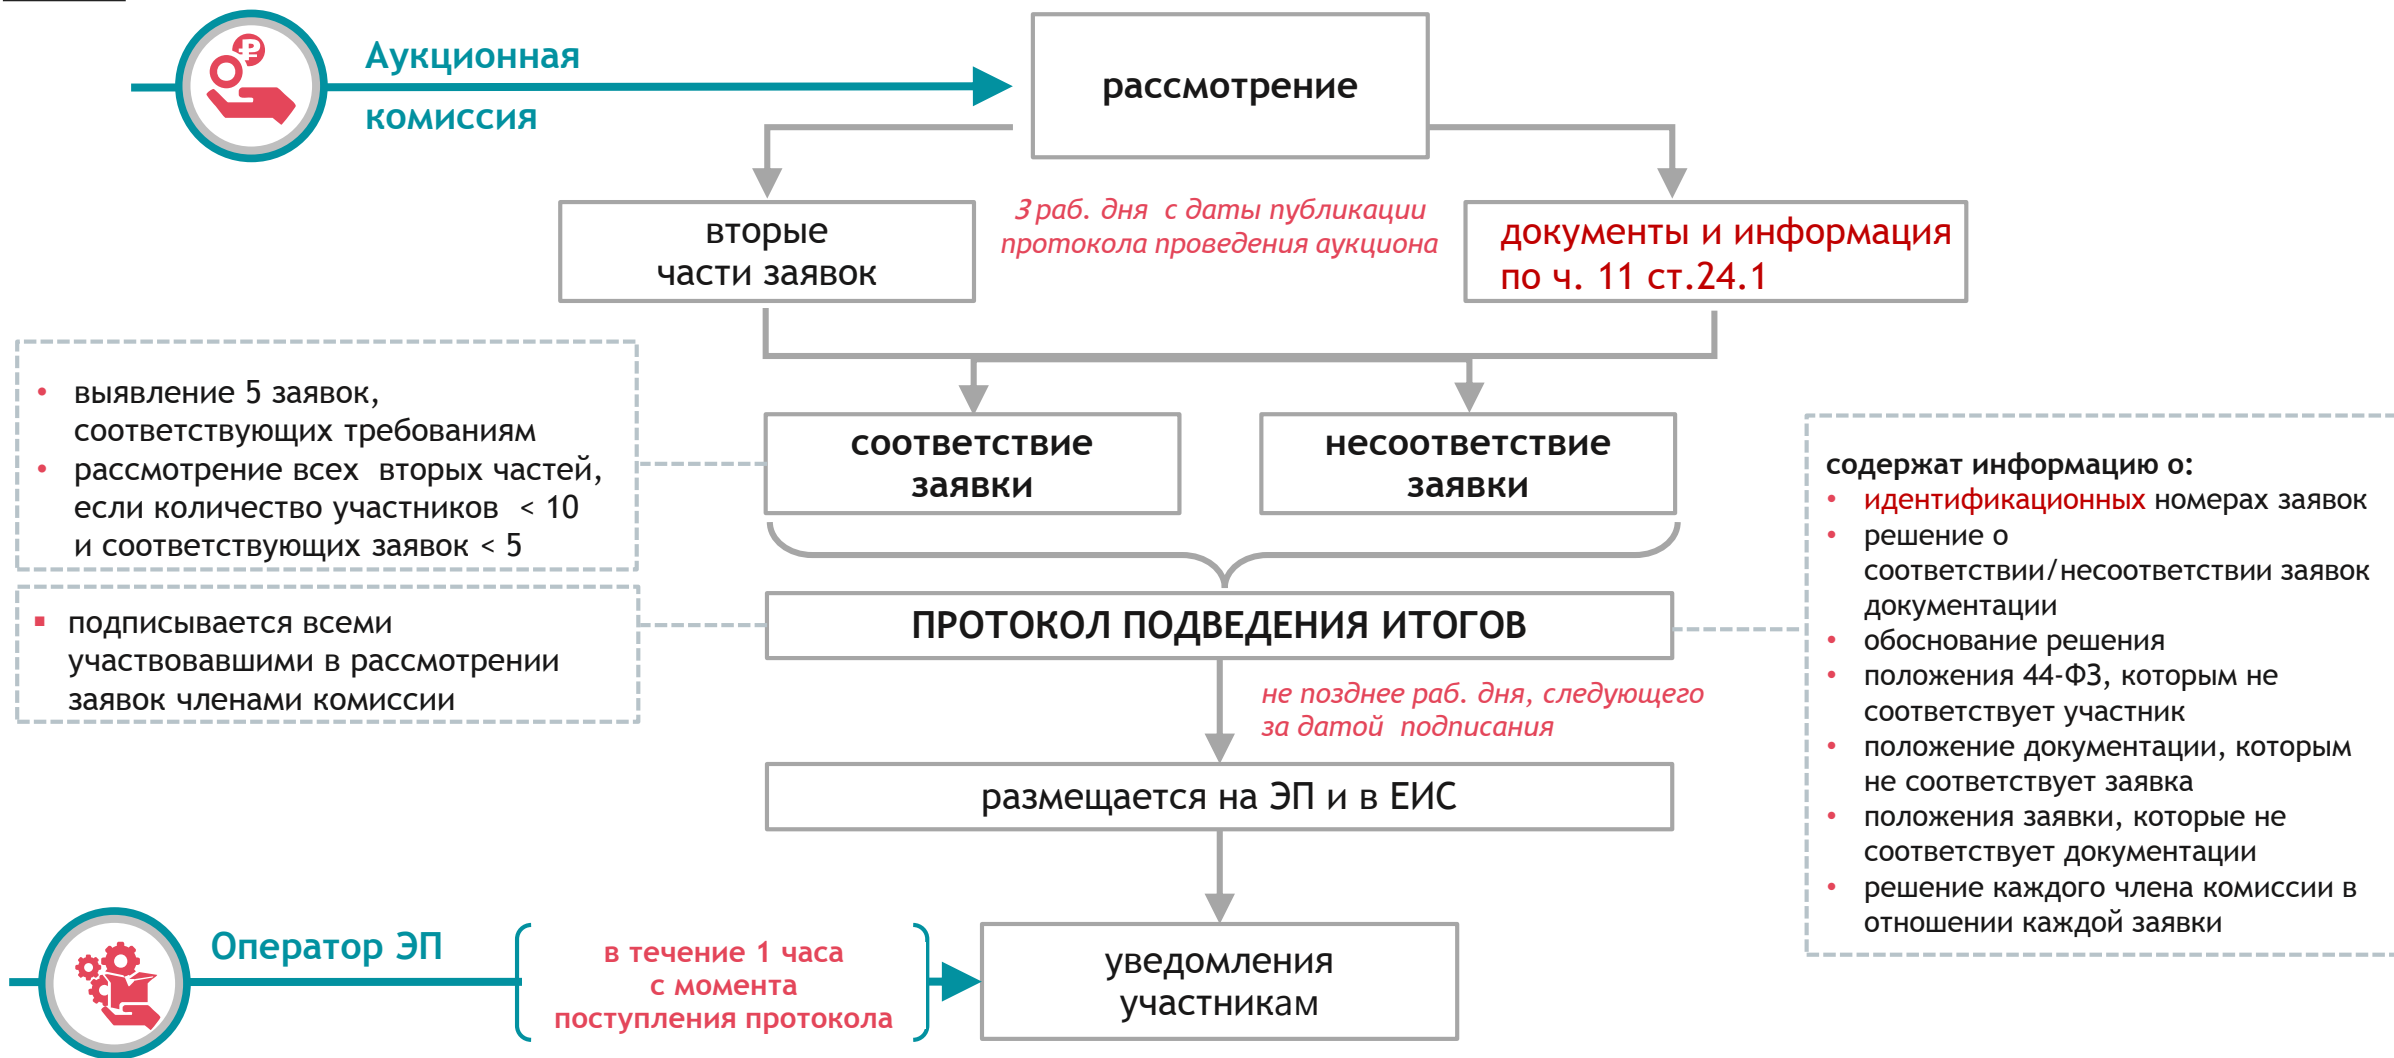 Аукционная
комиссия
рассмотрение
вторые
части заявок
3 раб. дня с даты публикации
протокола проведения аукциона
документы и информация
по ч. 11 ст.24.1
• выявление 5 заявок,
соответствующих требованиям
• рассмотрение всех вторых частей,
если количество участников < 10
и соответствующих заявок < 5
соответствие
заявки
несоответствие
заявки
▪ подписывается всеми
участвовавшими в рассмотрении
заявок членами комиссии
ПРОТОКОЛ ПОДВЕДЕНИЯ ИТОГОВ
не позднее раб. дня, следующего
за датой подписания
размещается на ЭП и в ЕИС
содержат информацию о:
• идентификационных номерах заявок
• решение о
соответствии/несоответствии заявок
документации
• обоснование решения
• положения 44-ФЗ, которым не
соответствует участник
• положение документации, которым
не соответствует заявка
• положения заявки, которые не
соответствует документации
• решение каждого члена комиссии в
отношении каждой заявки
Оператор ЭП
в течение 1 часа
с момента
поступления протокола
уведомления
участникам